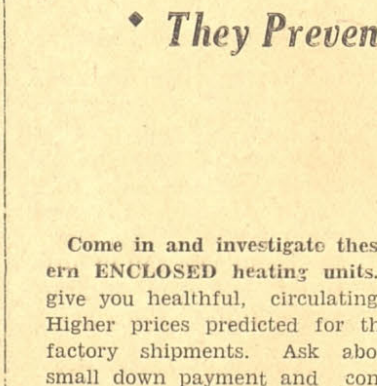 ◆ They Preven
Come in and investigate thes
ern ENCLOSED heating units.
give you healthful, circulating
Higher prices predicted for th
factory shipments. Ask abo
small down payment and con